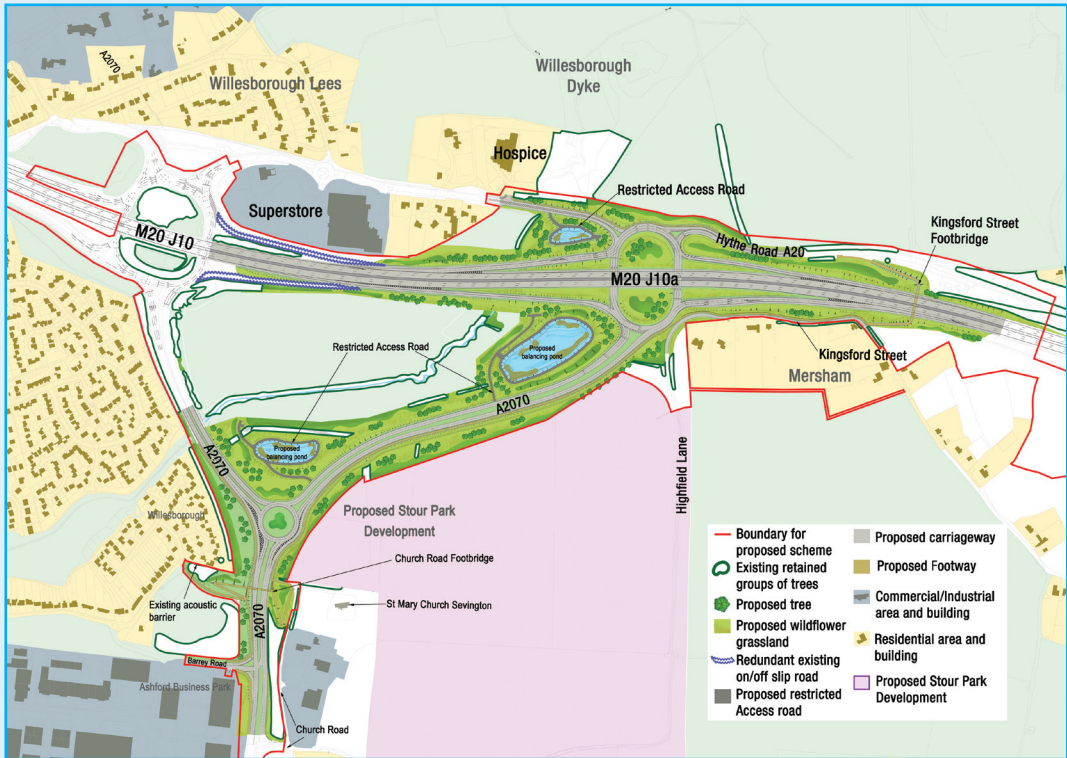 A2070
Willesborough Lees
Willesborough
Dyke
Hospice
Restricted Access Road
Superstore
Kingsford Street
Footbridge
M20 J10
Hythe Road A20
M20 J10a
Restricted Access Road
Proposed
balancing pond
Kingsford Street
Mersham
A2070
A2070
Proposed
balancing pond
Highfield Lane
Willesborough
Proposed Stour Park
Development
Church Road Footbridge
Existing acoustic
barrier
St Mary Church Sevington
A2070
Barrey Road
Ashford Business Park
Church Road
Boundary for
proposed scheme
Existing retained
groups of trees
Proposed tree
Proposed wildflower
grassland
Redundant existing
on/off slip road
Proposed restricted
Access road
Proposed carriageway
Proposed Footway
Commercial/Industrial
area and building
Residential area and
building
Proposed Stour Park
Development